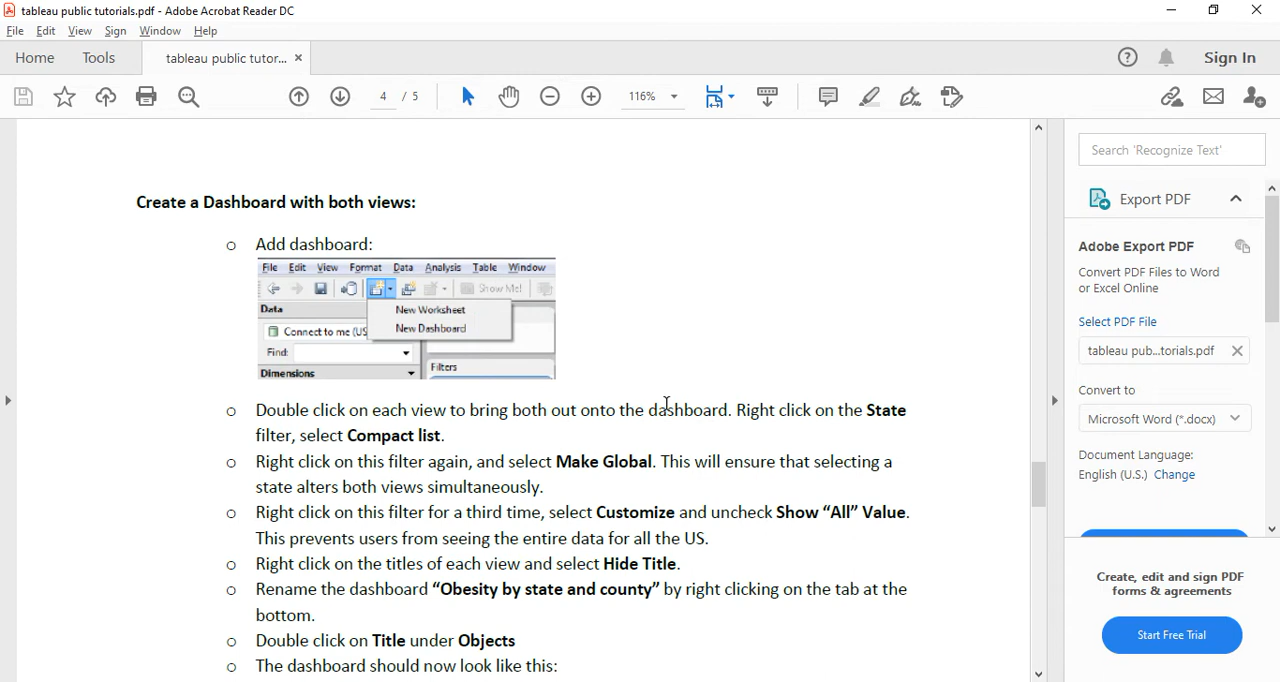 tableau public tutorials.pdf - Adobe Acrobat Reader DC
File Edit View Sign Window Help
Home Tools tableau public tutor... × Sign In
4 / 5 116%
Create a Dashboard with both views:
o Add dashboard:
File Edit View Format Data Analysis Table Window
Show Me!
Data
New Worksheet
Connect to me (US
New Dashboard
Find:
Filters
Dimensions
o Double click on each view to bring both out onto the dashboard. Right click on the State
filter, select Compact list.
o Right click on this filter again, and select Make Global. This will ensure that selecting a
state alters both views simultaneously.
o Right click on this filter for a third time, select Customize and uncheck Show “All” Value.
This prevents users from seeing the entire data for all the US.
o Right click on the titles of each view and select Hide Title.
o Rename the dashboard “Obesity by state and county” by right clicking on the tab at the
bottom.
o Double click on Title under Objects
o The dashboard should now look like this:
Search 'Recognize Text'
Export PDF
Adobe Export PDF
Convert PDF Files to Word
or Excel Online
Select PDF File
tableau pub...torials.pdf
Convert to
Microsoft Word (*.docx)
Document Language:
English (U.S.) Change
Create, edit and sign PDF
forms & agreements
Start Free Trial